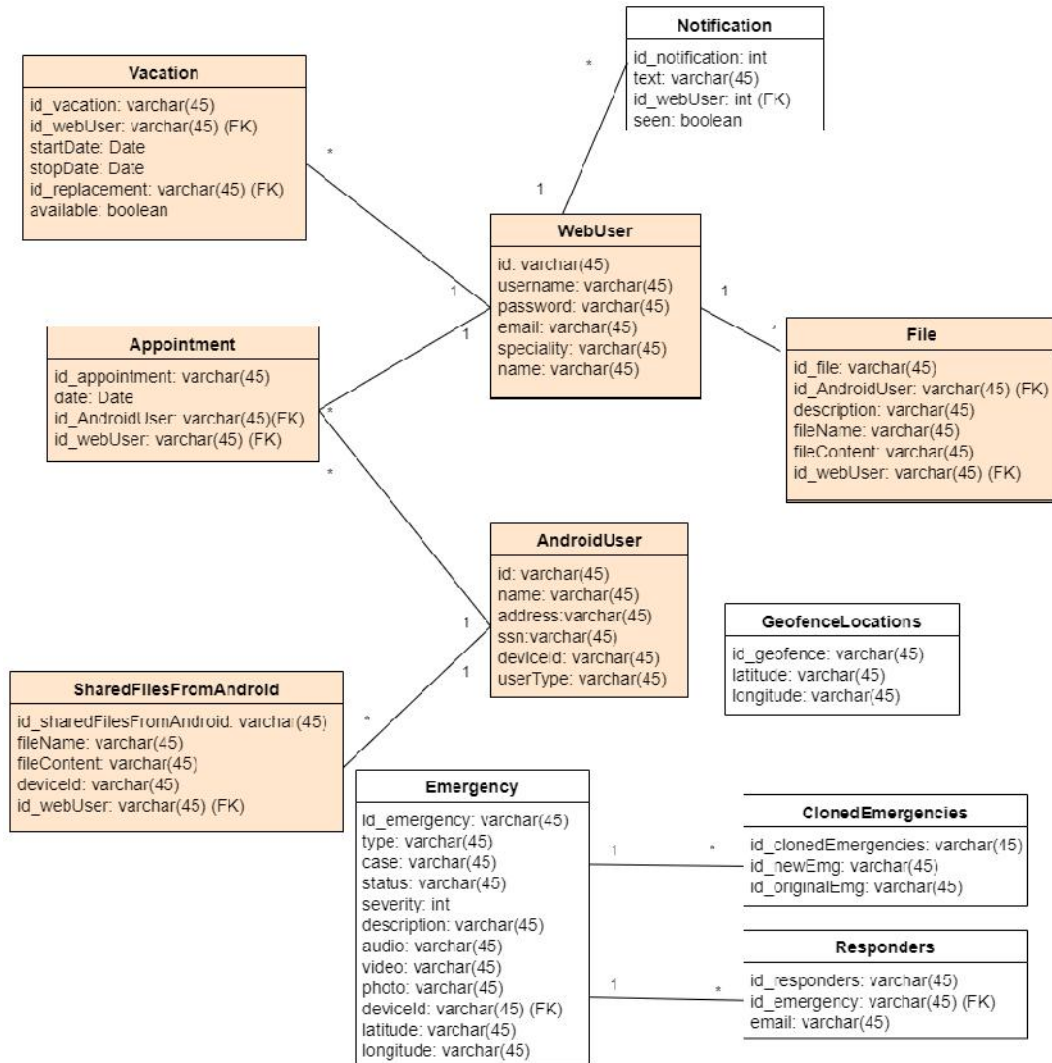 Notification
id_notification: int
text: varchar(45)
id_webUser: int (FK)
seen: boolean
*
1
Vacation
id_vacation: varchar(45)
id_webUser: varchar(45) (FK)
startDate: Date
stopDate: Date
id_replacement: varchar(45) (FK)
available: boolean
*
1
WebUser
id: varchar(45)
username: varchar(45)
password: varchar(45)
email: varchar(45)
speciality: varchar(45)
name: varchar(45)
1
1
File
id_file: varchar(45)
id_AndroidUser: varchar(45) (FK)
description: varchar(45)
fileName: varchar(45)
fileContent: varchar(45)
id_webUser: varchar(45) (FK)
Appointment
id_appointment: varchar(45)
date: Date
id_AndroidUser: varchar(45)(FK)
id_webUser: varchar(45) (FK)
*
*
AndroidUser
id: varchar(45)
name: varchar(45)
address:varchar(45)
ssn:varchar(45)
deviceId: varchar(45)
userType: varchar(45)
1
1
GeofenceLocations
id_geofence: varchar(45)
latituce: varchar(45)
longitude: varchar(45)
SharedFilesFromAndroid
id_sharedFilesFromAndroid: varchar(45)
fileName: varchar(45)
fileContent: varchar(45)
deviceId: varchar(45)
id_webUser: varchar(45) (FK)
*
Emergency
id_emergency: varchar(45)
type: varchar(45)
case: varchar(45)
status: varchar(45)
severity: int
description: varchar(45)
audio: varchar(45)
video: varchar(45)
photo: varchar(45)
deviceId: varchar(45) (FK)
latitude: varchar(45)
longitude: varchar(45)
1
*
ClonedEmergencies
id_clonedEmergencies: varchar(45)
id_newEmg: varchar(45)
id_originalEmg: varchar(45)
1
*
Responders
id_responders: varchar(45)
id_emergency: varchar(45) (FK)
email: varchar(45)